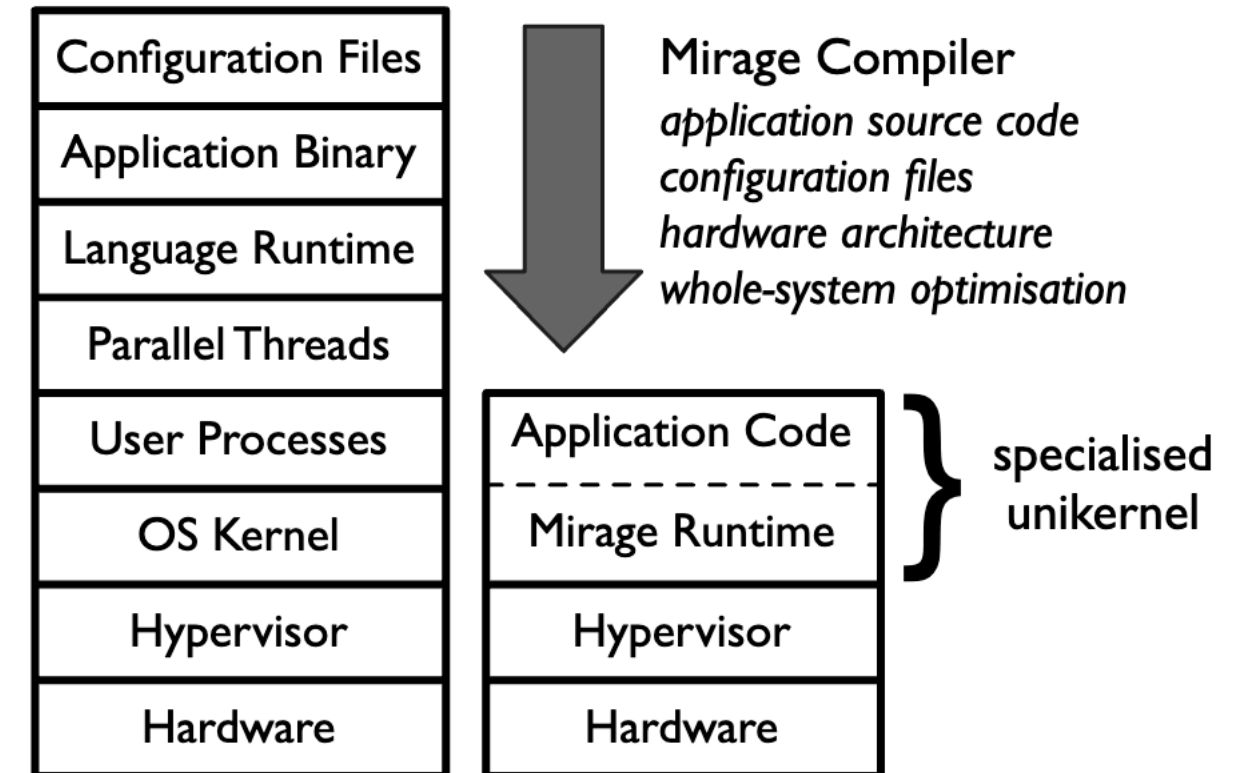 Configuration Files
Application Binary
Language Runtime
Parallel Threads
User Processes
OS Kernel
Hypervisor
Hardware
Mirage Compiler
application source code
configuration files
hardware architecture
whole-system optimisation
Application Code
Mirage Runtime
Hypervisor
Hardware
}
specialised
unikernel